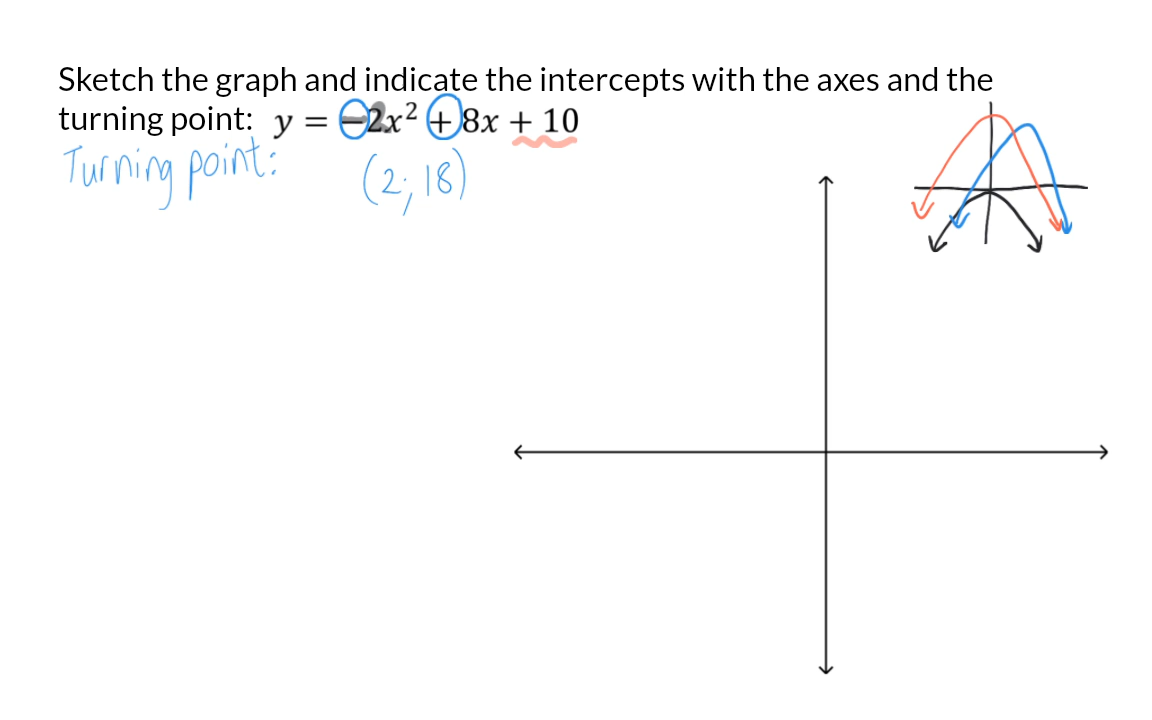 Sketch the graph and indicate the intercepts with the axes and the
turning point: y = −2x² + 8x + 10
Turning point: (2; 18)